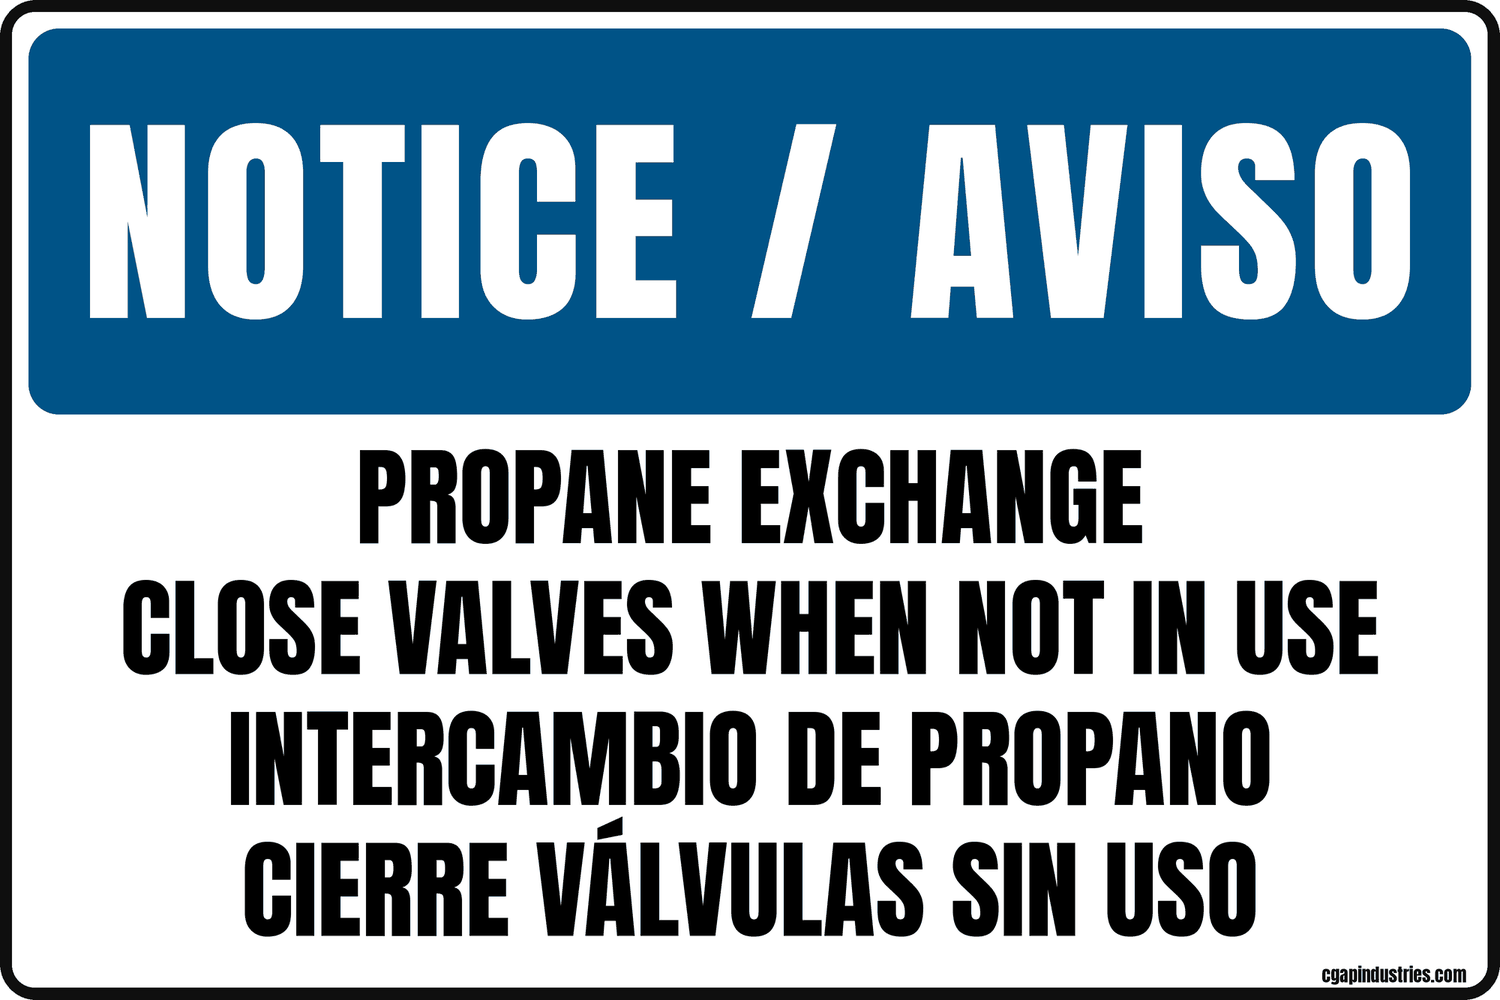 NOTICE / AVISO
PROPANE EXCHANGE
CLOSE VALVES WHEN NOT IN USE
INTERCAMBIO DE PROPANO
CIERRE VÁLVULAS SIN USO
cgapindustries.com